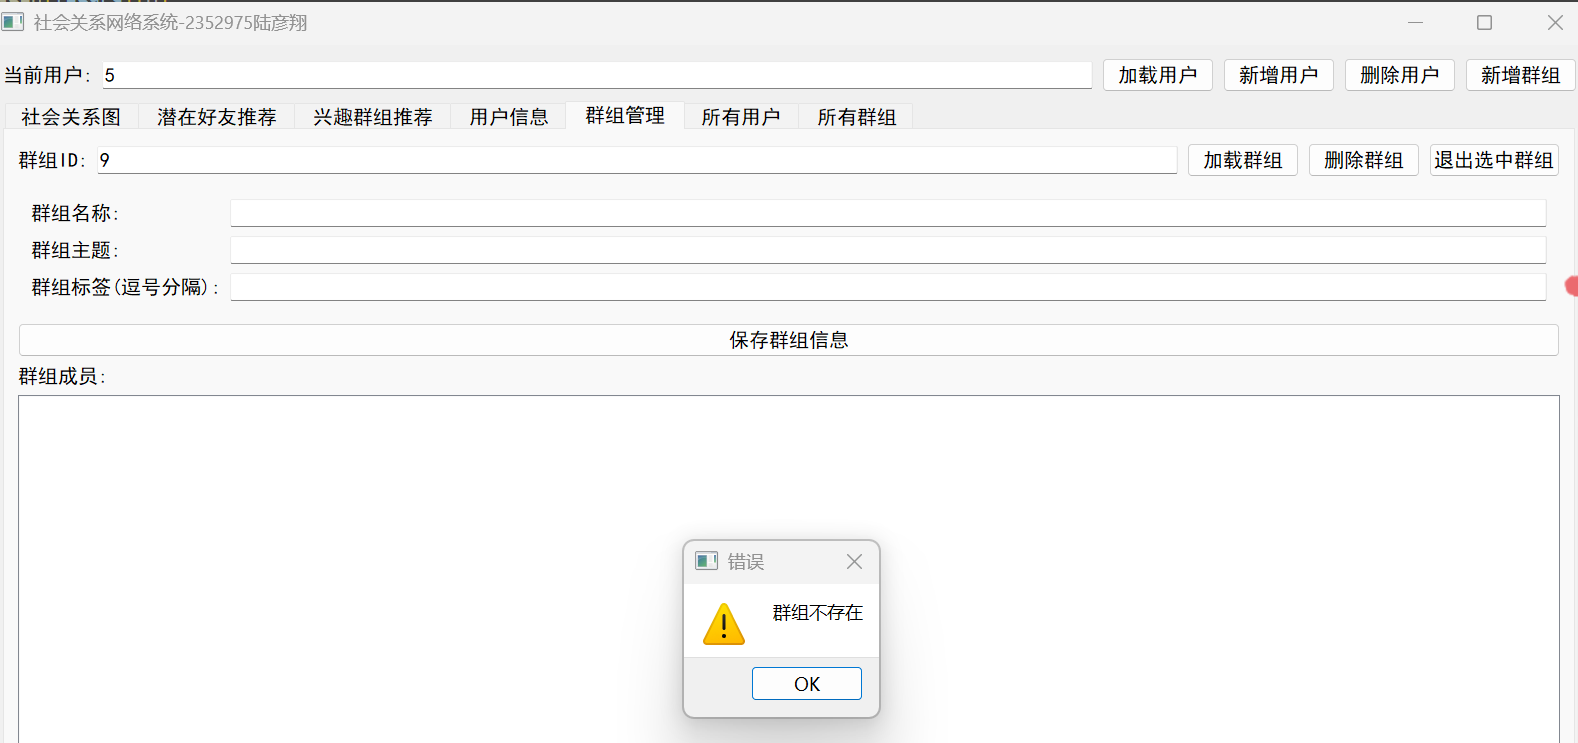 社会关系网络系统-2352975陆彦翔
当前用户: 5 加载用户 新增用户 删除用户 新增群组
社会关系图 潜在好友推荐 兴趣群组推荐 用户信息 群组管理 所有用户 所有群组
群组ID: 9 加载群组 删除群组 退出选中群组
群组名称:
群组主题:
群组标签(逗号分隔):
保存群组信息
群组成员:
错误
群组不存在
OK